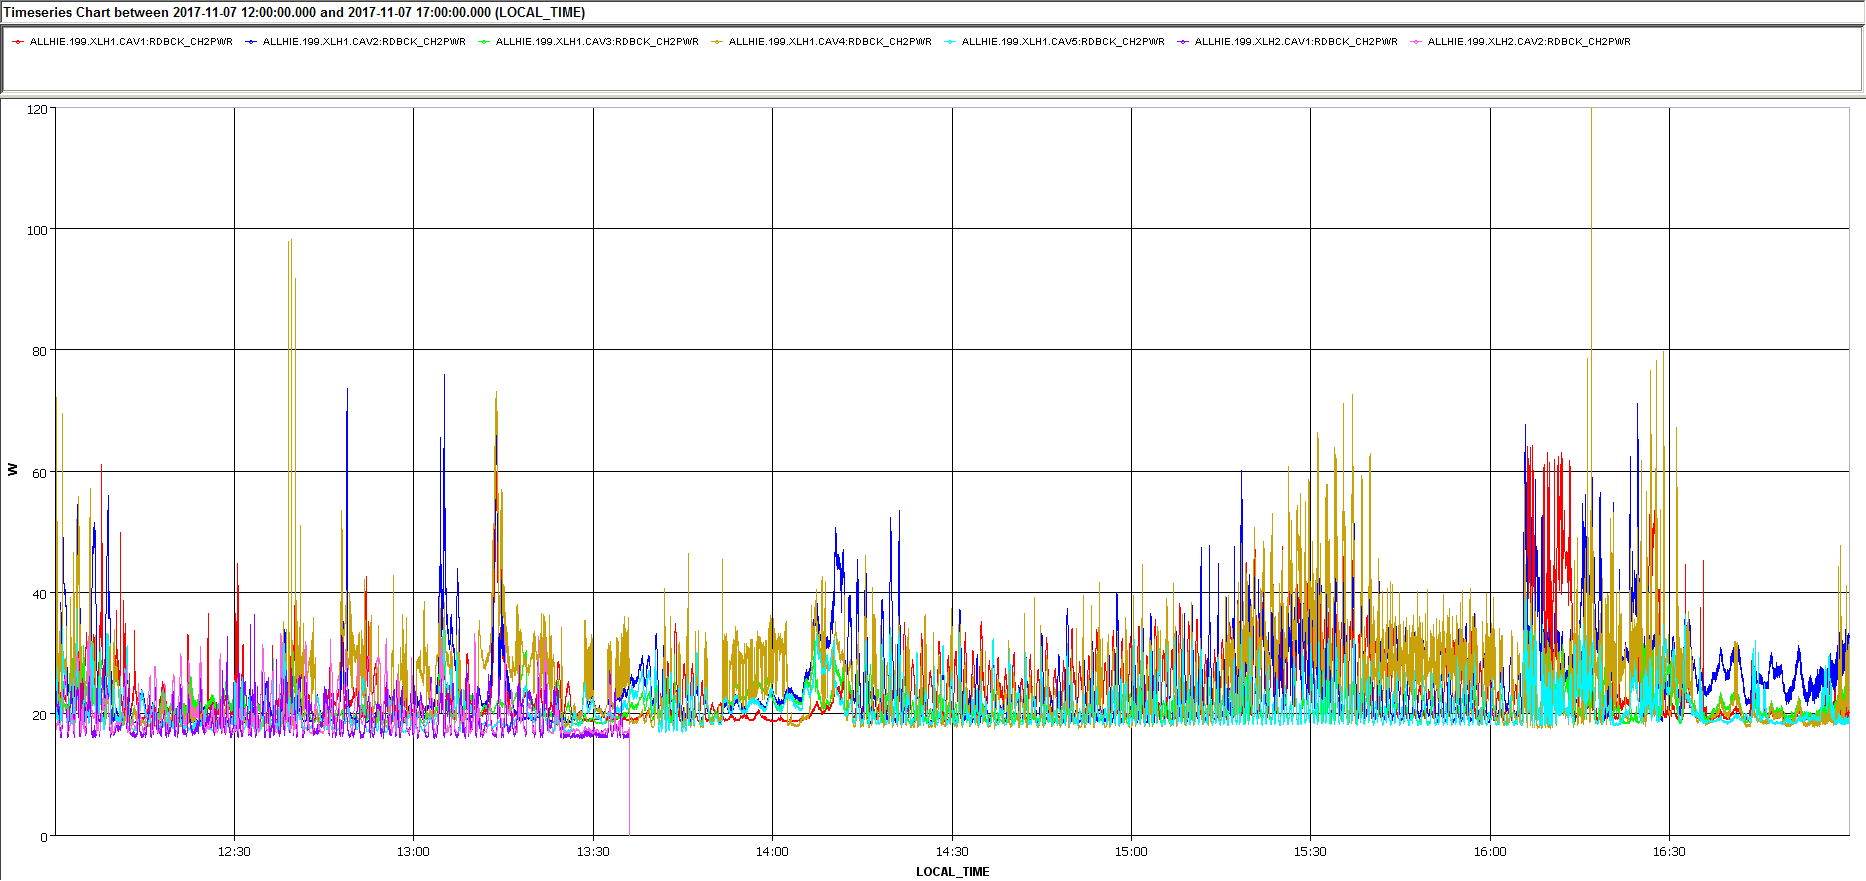 Timeseries Chart between 2017-11-07 12:00:00.000 and 2017-11-07 17:00:00.000 (LOCAL_TIME)
ALLHIE.199.XLH1.CAV1:RDBCK_CH2PWR ALLHIE.199.XLH1.CAV2:RDBCK_CH2PWR ALLHIE.199.XLH1.CAV3:RDBCK_CH2PWR ALLHIE.199.XLH1.CAV4:RDBCK_CH2PWR ALLHIE.199.XLH1.CAV5:RDBCK_CH2PWR ALLHIE.199.XLH2.CAV1:RDBCK_CH2PWR ALLHIE.199.XLH2.CAV2:RDBCK_CH2PWR
120
100
80
60
40
20
0
W
12:30 13:00 13:30 14:00 14:30 15:00 15:30 16:00 16:30
LOCAL_TIME